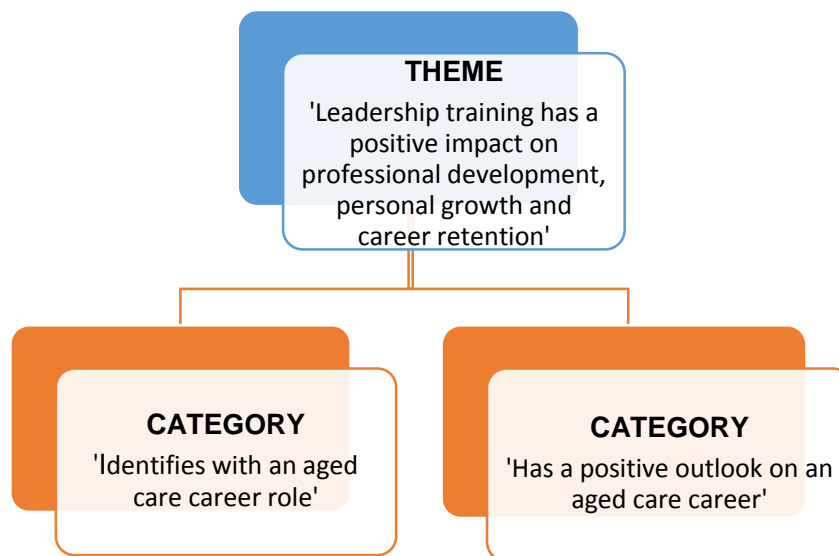 THEME
'Leadership training has a
positive impact on
professional development,
personal growth and
career retention'
CATEGORY
'Identifies with an aged
care career role'
CATEGORY
'Has a positive outlook on an
aged care career'